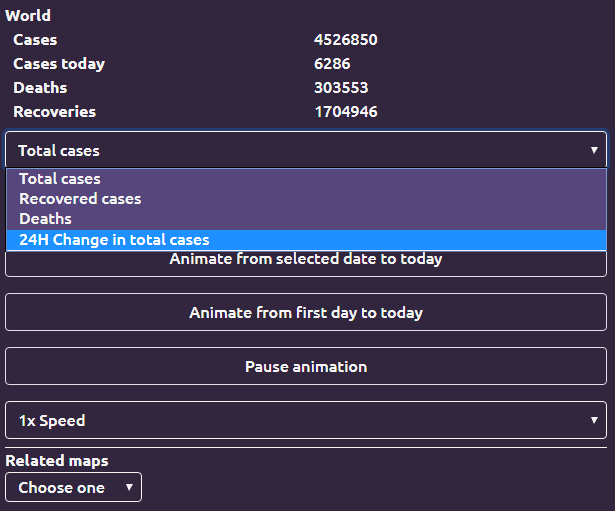 World
Cases 4526850
Cases today 6286
Deaths 303553
Recoveries 1704946
Total cases
Total cases
Recovered cases
Deaths
24H Change in total cases
Animate from selected date to today
Animate from first day to today
Pause animation
1x Speed
Related maps
Choose one